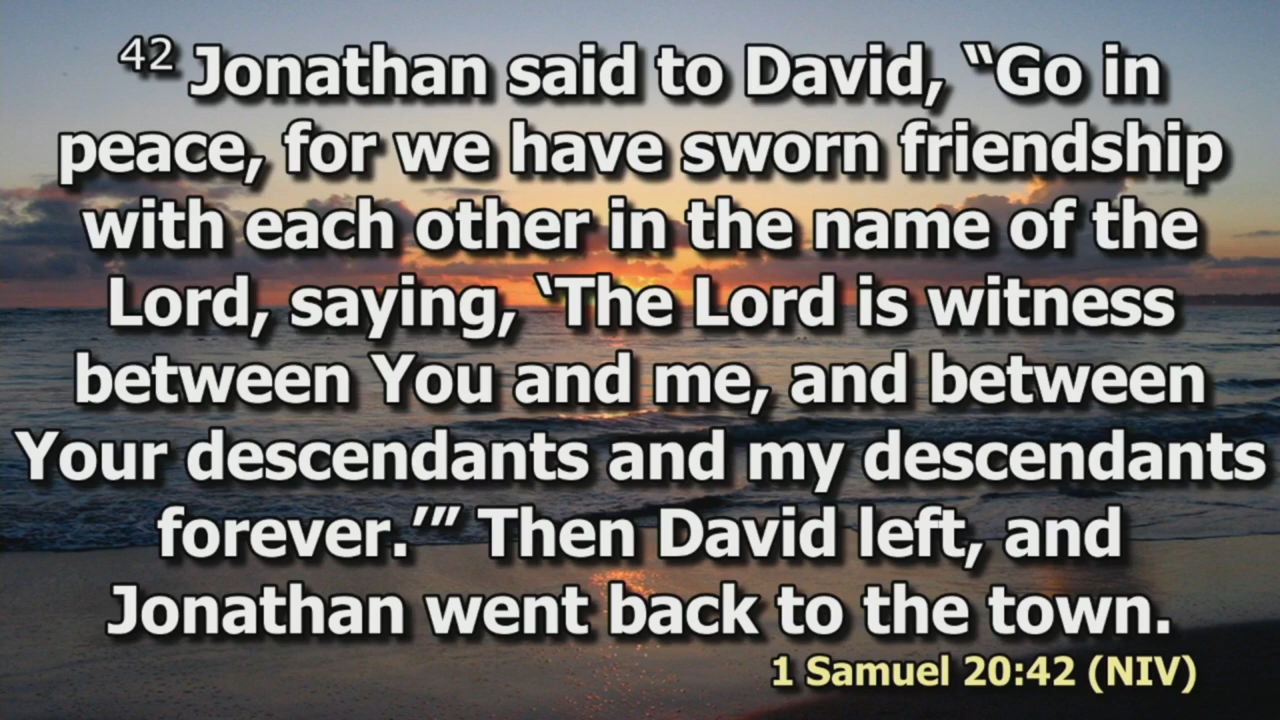 42 Jonathan said to David, “Go in
peace, for we have sworn friendship
with each other in the name of the
Lord, saying, ‘The Lord is witness
between You and me, and between
Your descendants and my descendants
forever.’” Then David left, and
Jonathan went back to the town.
1 Samuel 20:42 (NIV)